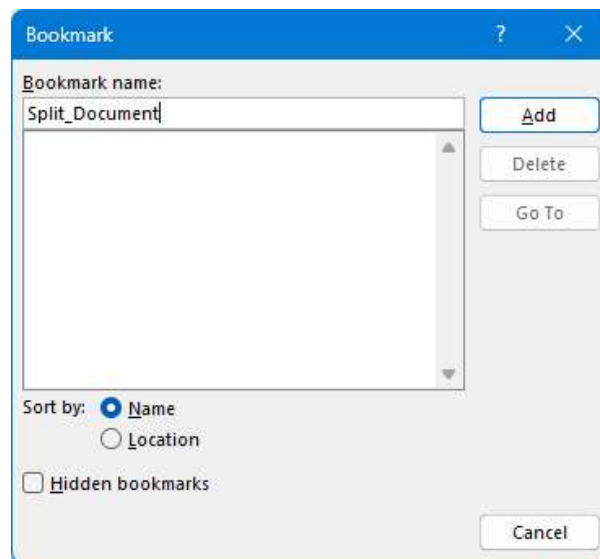 Bookmark ?
Bookmark name:
Split_Document
Add
Delete
Go To
Sort by: Name
Location
Hidden bookmarks
Cancel